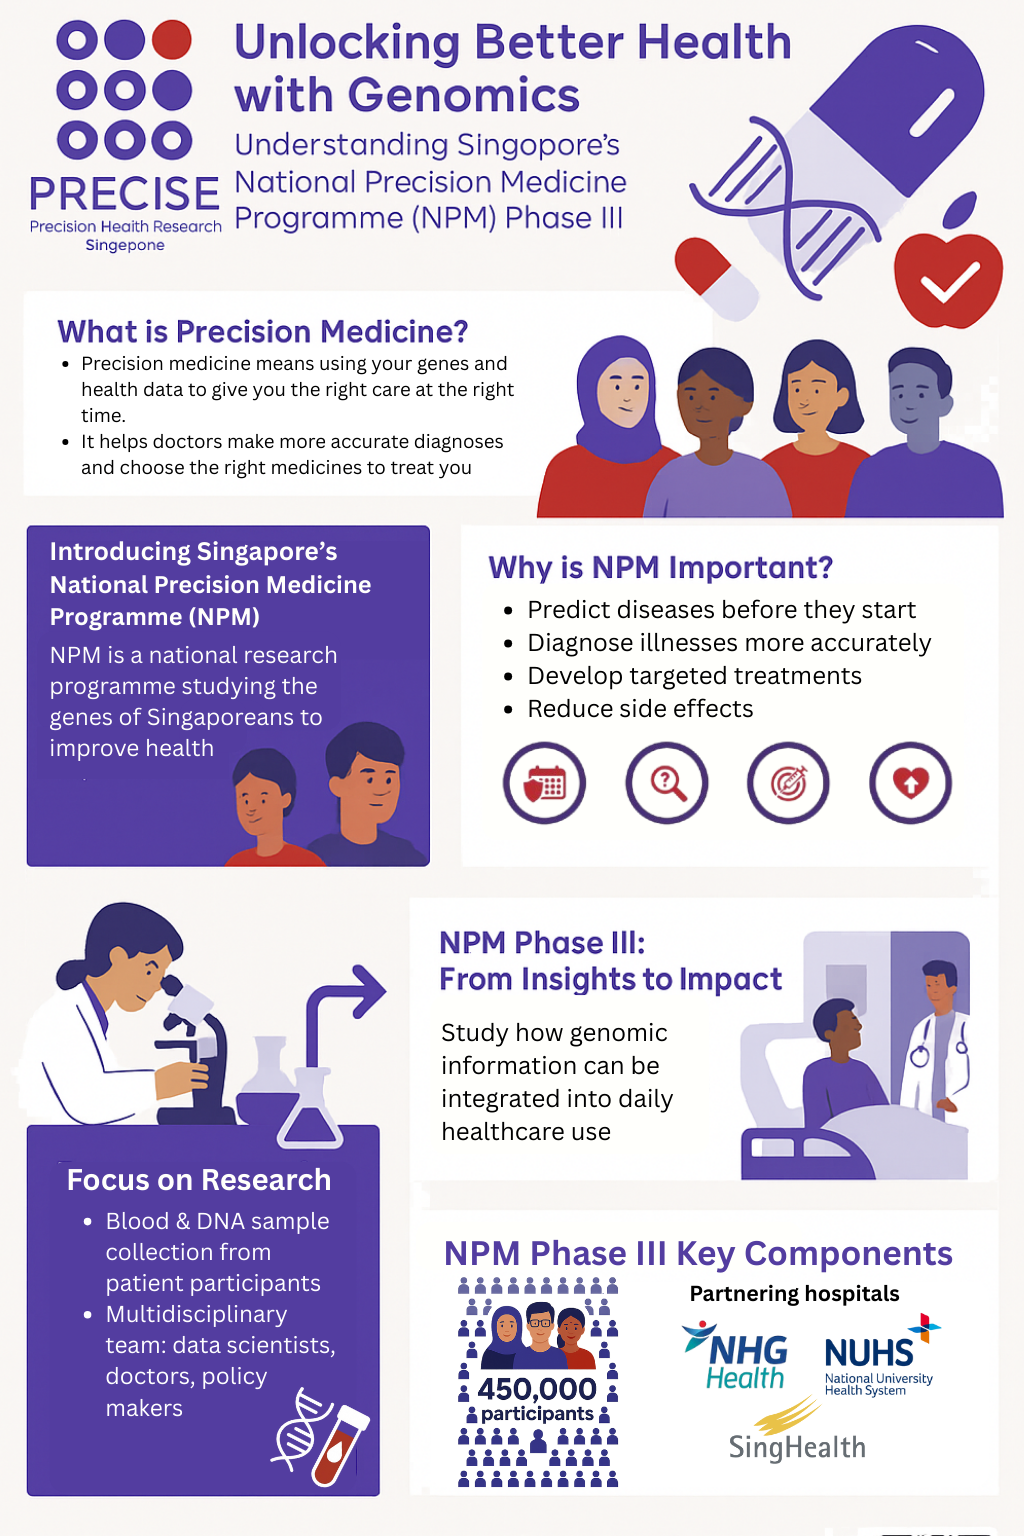 PRECISE
Precision Health Research
Singepone
Unlocking Better Health
with Genomics
Understanding Singopore's
National Precision Medicine
Programme (NPM) Phase III
What is Precision Medicine?
• Precision medicine means using your genes and
health data to give you the right care at the right
time.
• It helps doctors make more accurate diagnoses
and choose the right medicines to treat you
Introducing Singapore's
National Precision Medicine
Programme (NPM)
NPM is a national research
programme studying the
genes of Singaporeans to
improve health
Why is NPM Important?
• Predict diseases before they start
• Diagnose illnesses more accurately
• Develop targeted treatments
• Reduce side effects
?
NPM Phase III:
From Insights to Impact
Study how genomic
information can be
integrated into daily
healthcare use
Focus on Research
• Blood & DNA sample
collection from
patient participants
• Multidisciplinary
team: data scientists,
doctors, policy
makers
NPM Phase III Key Components
450,000
participants
Partnering hospitals
NHG
Health
NUHS
National University
Health System
SingHealth